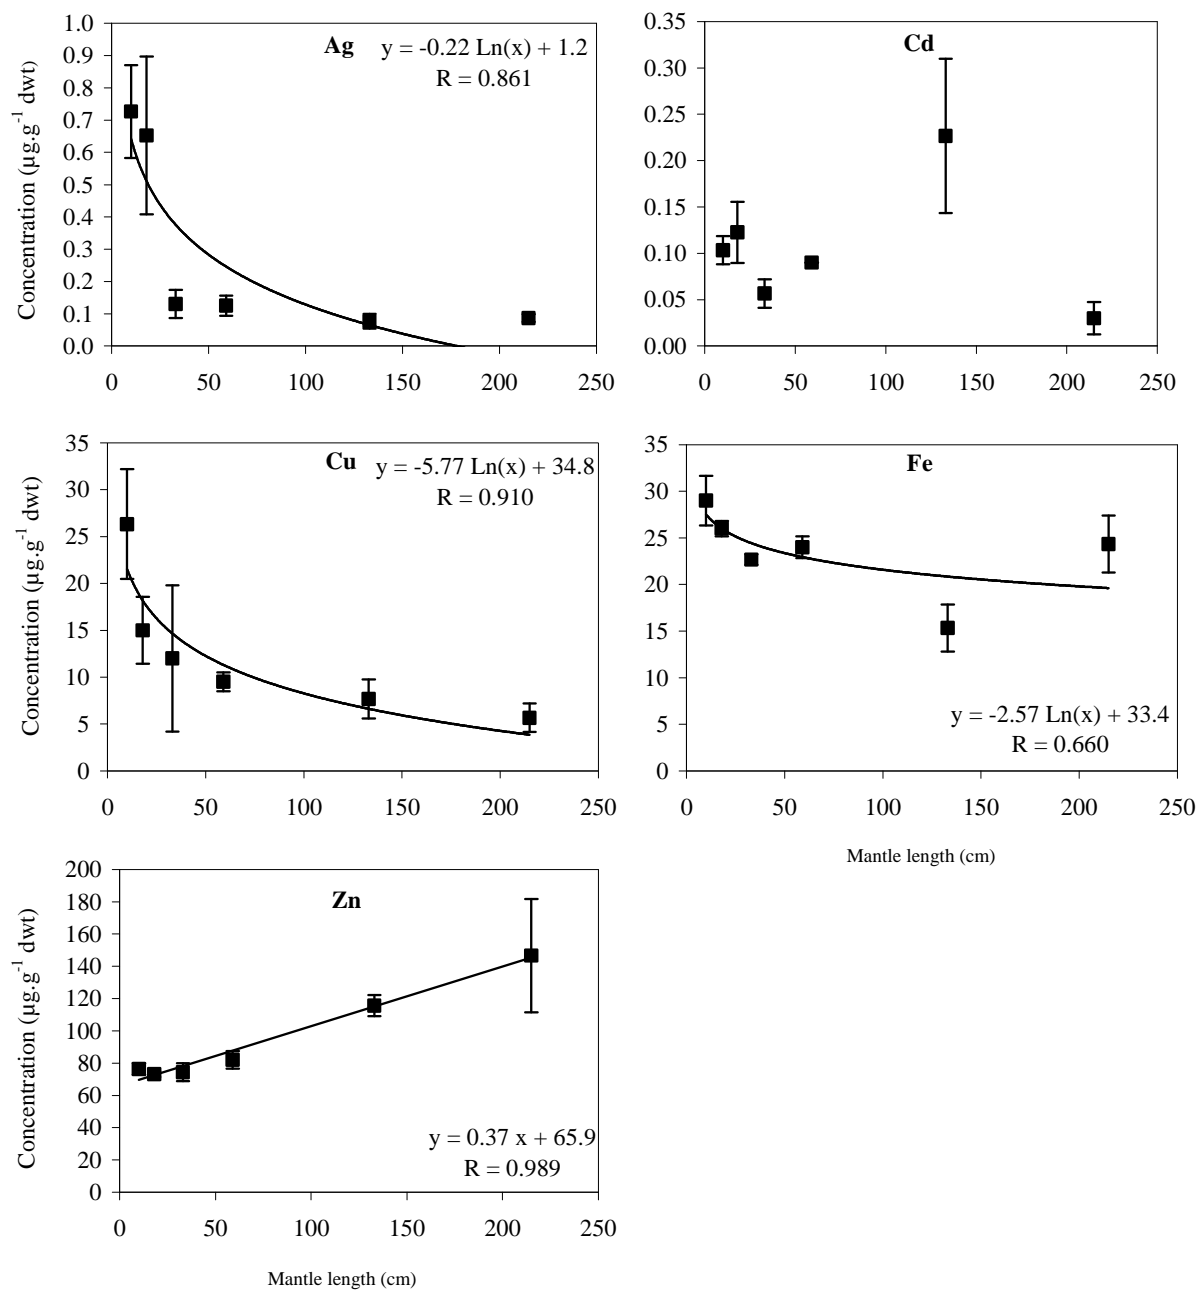 Ag
y = -0.22 Ln(x) + 1.2
R = 0.861
Concentration (µg.g-1 dwt)
1.0
0.9
0.8
0.7
0.6
0.5
0.4
0.3
0.2
0.1
0.0
0 50 100 150 200 250
Cd
0.35
0.30
0.25
0.20
0.15
0.10
0.05
0.00
0 50 100 150 200 250
Cu
y = -5.77 Ln(x) + 34.8
R = 0.910
Concentration (µg.g-1 dwt)
35
30
25
20
15
10
5
0
0 50 100 150 200 250
Fe
35
30
25
20
15
10
5
0
y = -2.57 Ln(x) + 33.4
R = 0.660
0 50 100 150 200 250
Mantle length (cm)
Zn
Concentration (µg.g-1 dwt)
200
180
160
140
120
100
80
60
40
20
0
y = 0.37 x + 65.9
R = 0.989
0 50 100 150 200 250
Mantle length (cm)